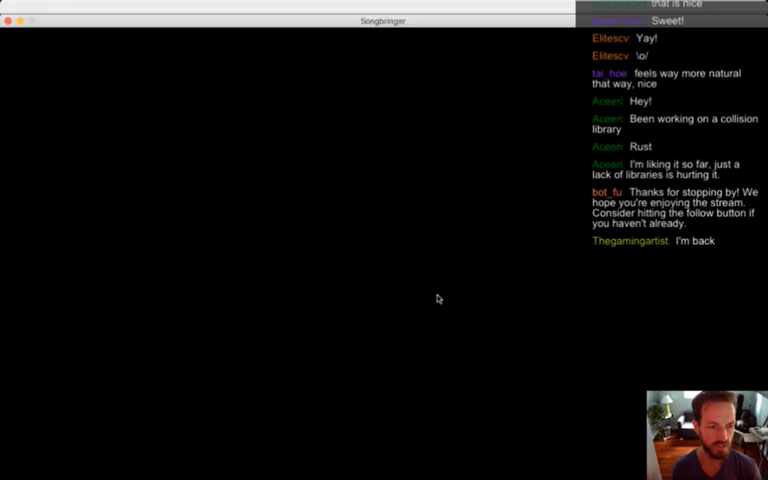 that is nice
Songbringer
Sweet!
Elitescv Yay!
Elitescv \o/
tai_hoe feels way more natural
that way, nice
Aceeri: Hey!
Aceeri: Been working on a collision
library
Aceeri: Rust
Aceeri: I'm liking it so far, just a
lack of libraries is hurting it.
bot_fu Thanks for stopping by! We
hope you're enjoying the stream.
Consider hitting the follow button if
you haven't already.
Thegamingartist I'm back